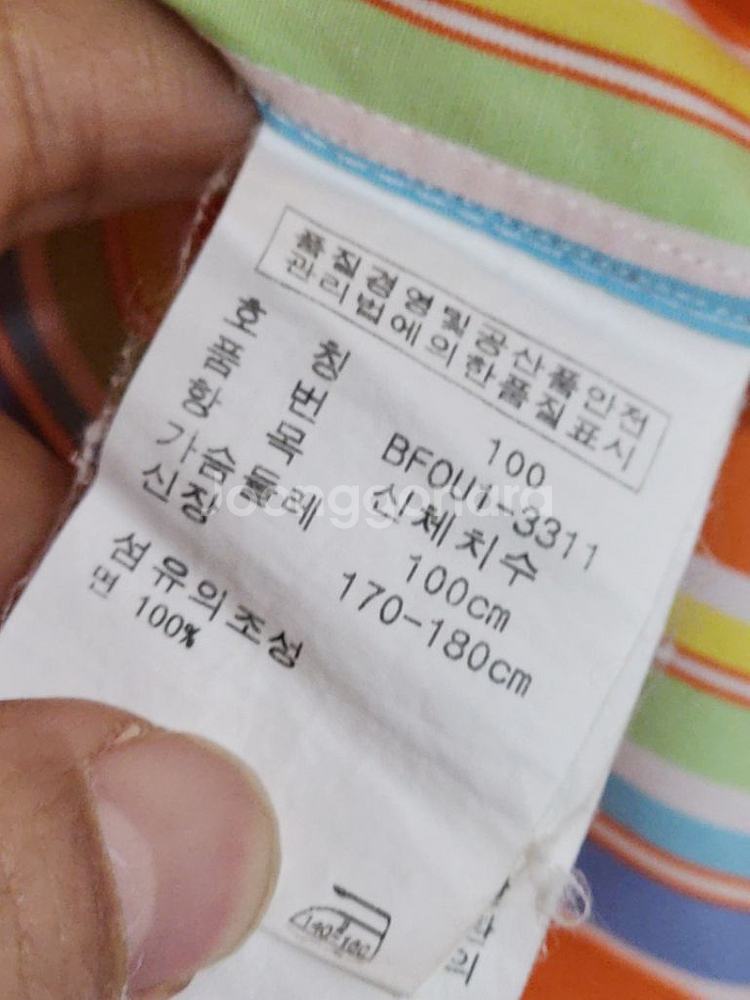 품질경영및공산품안전
관리법에의한품질표시
호 칭 100
품 번 BFOU1-3311
항 목 신체치수
가슴둘레 100cm
신장 170-180cm
섬유의조성
면 100%
Joonggonara